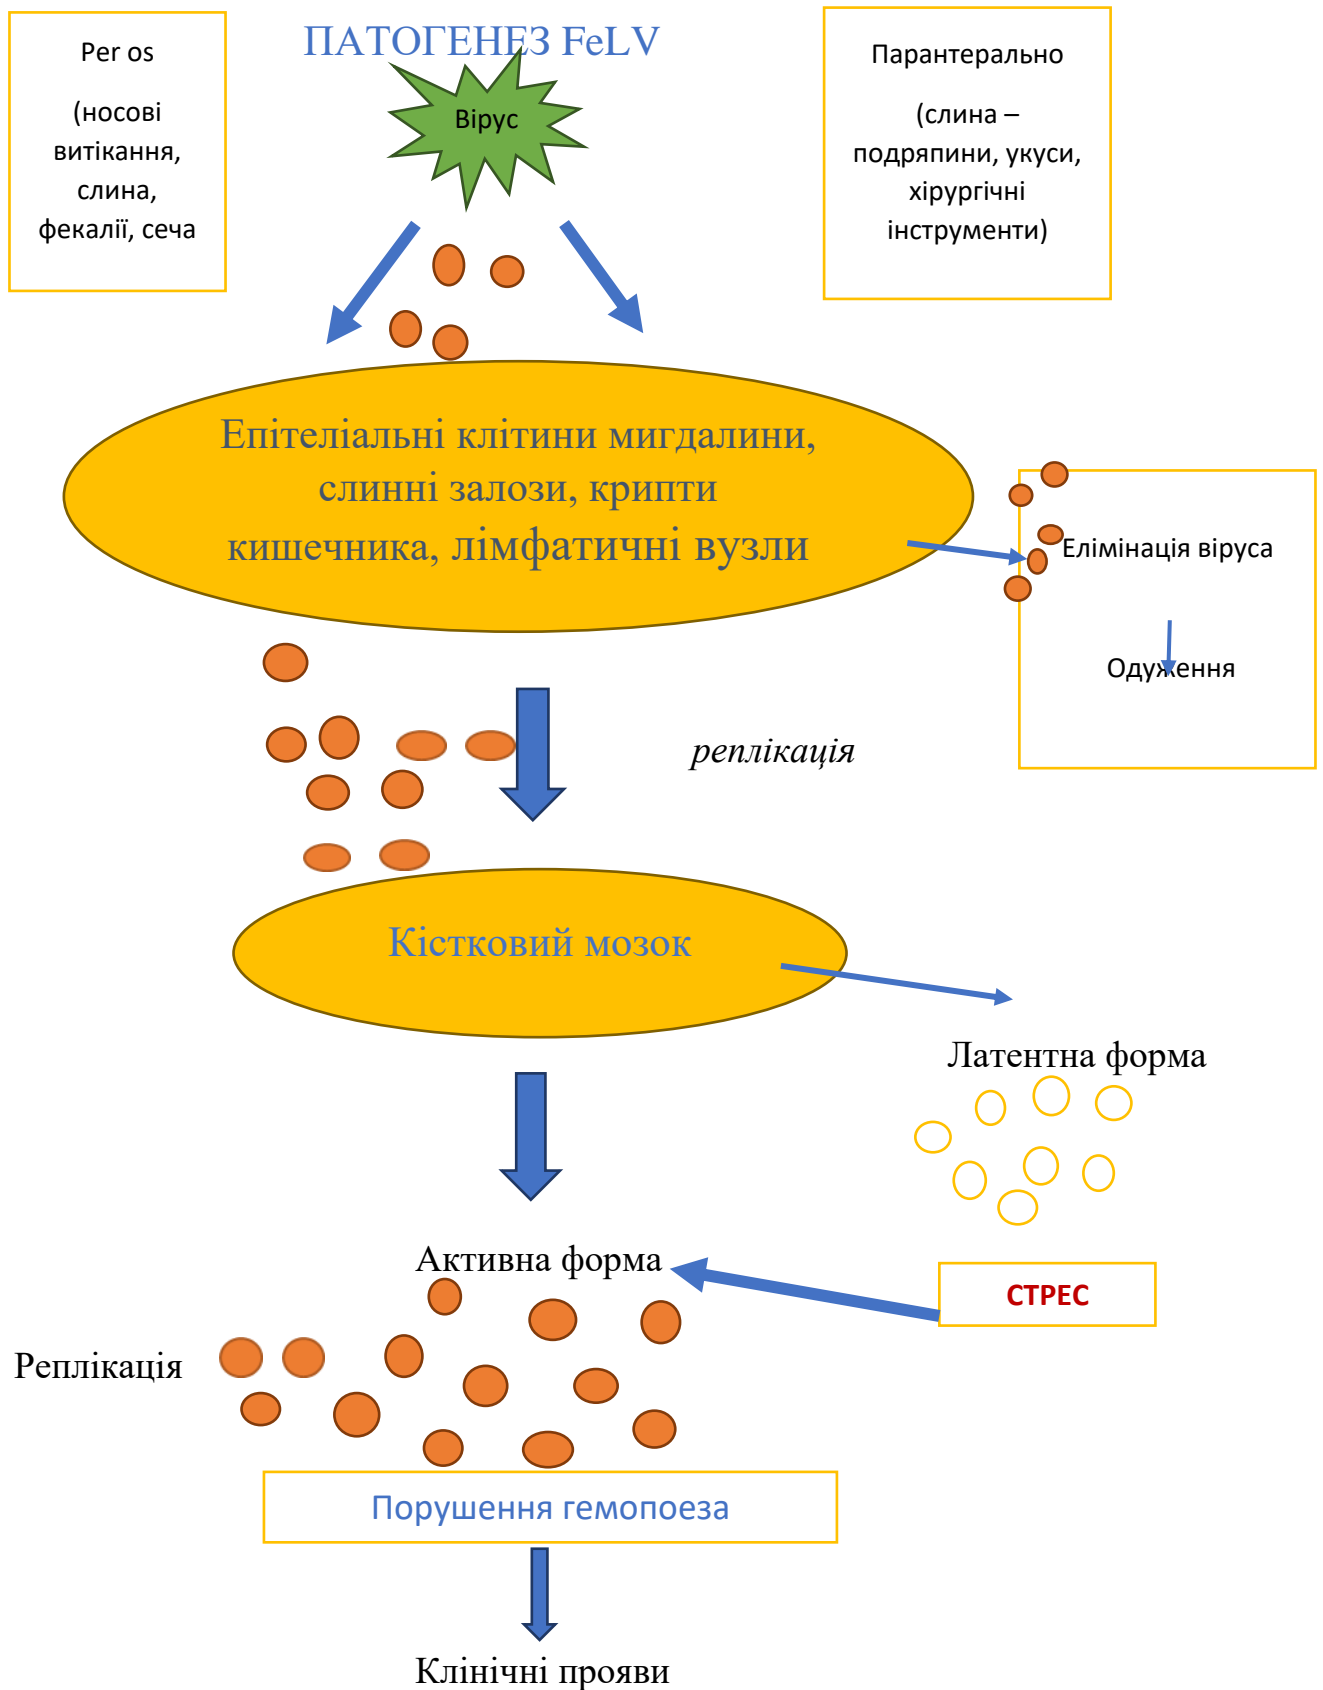 ПАТОГЕНЕЗ FeLV
Per os
(носові
витікання,
слина,
фекалії, сеча
Вірус
Парантерально
(слина –
подряпини, укуси,
хірургічні
інструменти)
Епітеліальні клітини мигдалини,
слинні залози, крипти
кишечника, лімфатичні вузли
Елімінація віруса
Одуження
реплікація
Кістковий мозок
Латентна форма
Активна форма
СТРЕС
Реплікація
Порушення гемопоеза
Клінічні прояви